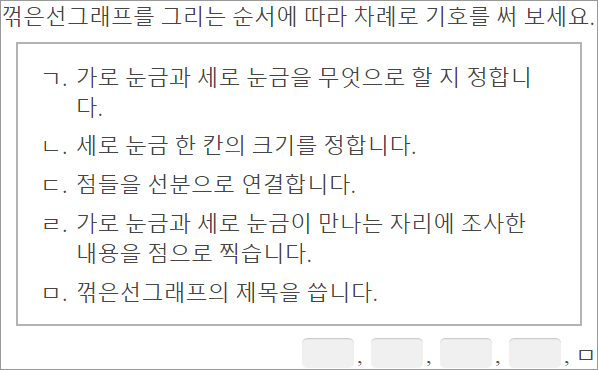 꺾은선그래프를 그리는 순서에 따라 차례로 기호를 써 보세요.
ㄱ. 가로 눈금과 세로 눈금을 무엇으로 할 지 정합니
다.
ㄴ. 세로 눈금 한 칸의 크기를 정합니다.
ㄷ. 점들을 선분으로 연결합니다.
ㄹ. 가로 눈금과 세로 눈금이 만나는 자리에 조사한
내용을 점으로 찍습니다.
ㅁ. 꺾은선그래프의 제목을 씁니다.
, , , , ㅁ